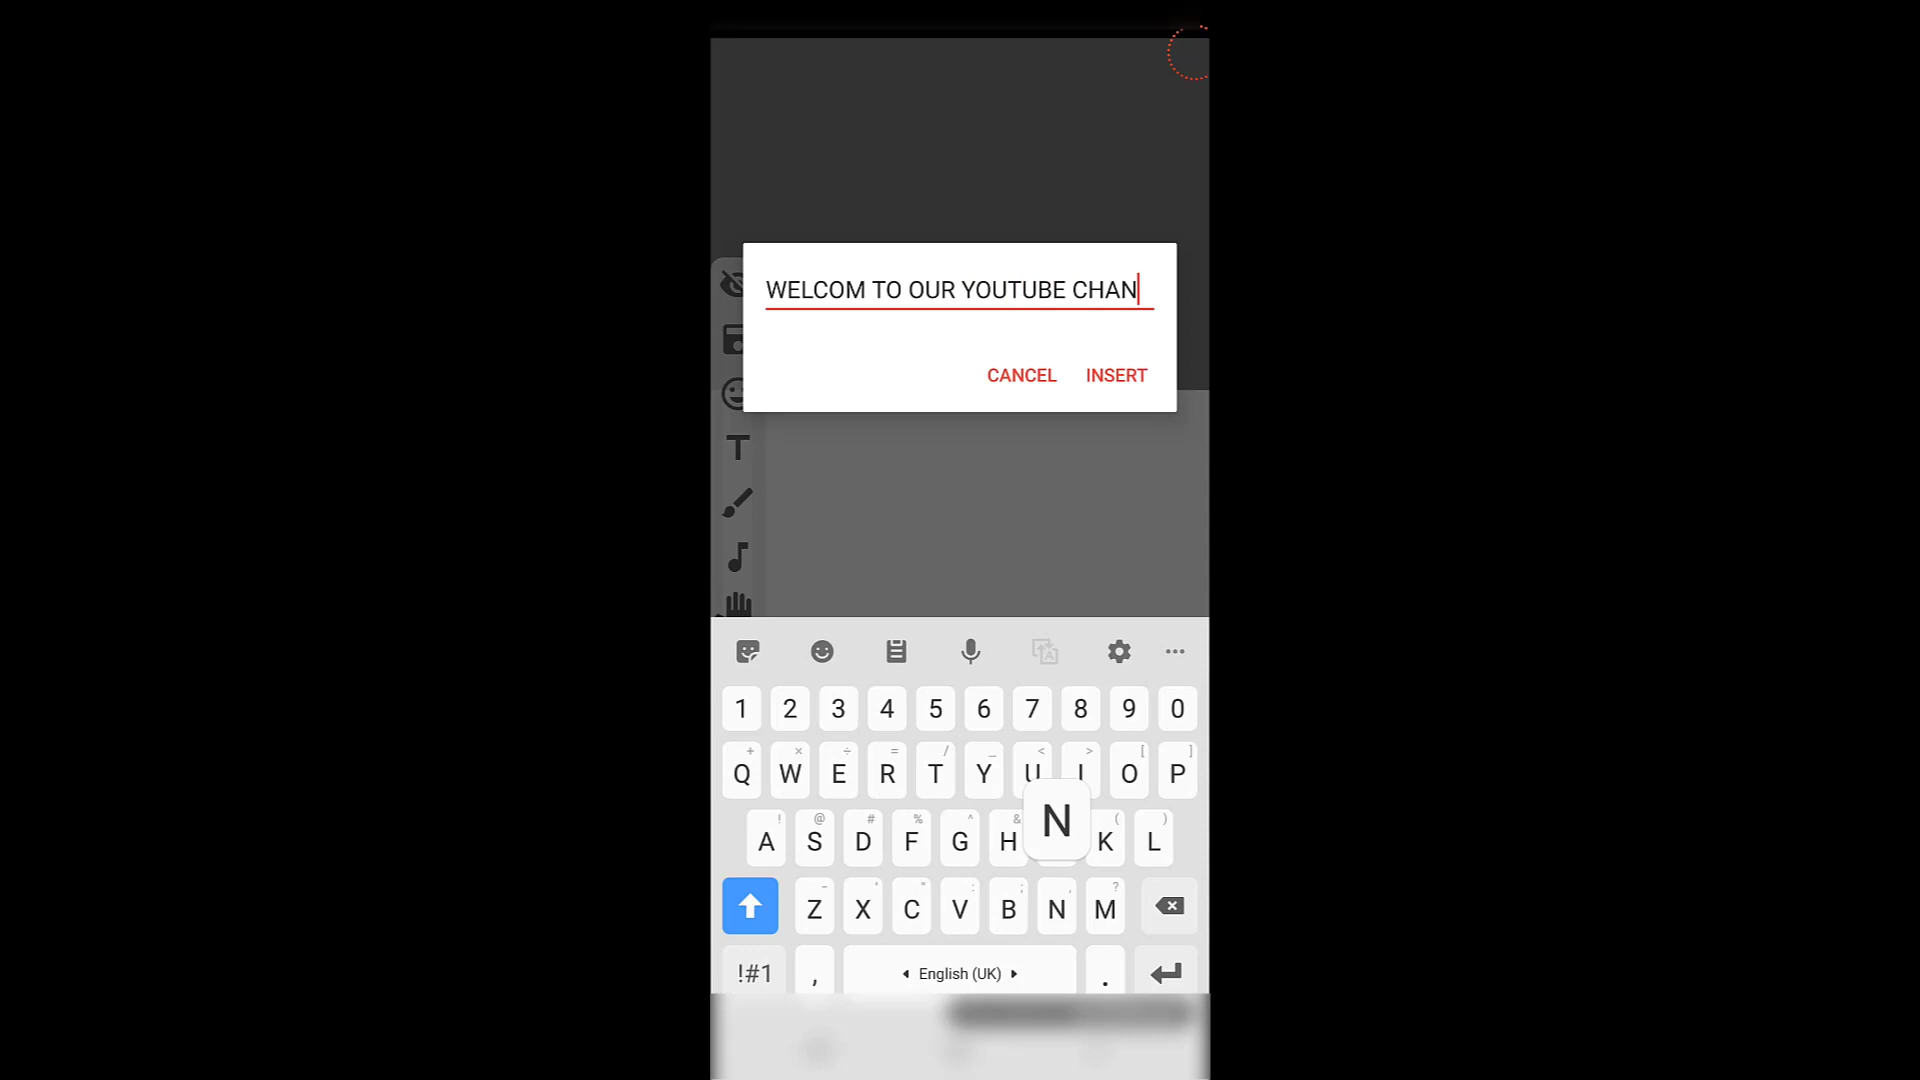 WELCOM TO OUR YOUTUBE CHAN
CANCEL INSERT
T
1 2 3 4 5 6 7 8 9 0
+ × ÷ = / _ < > [ ]
Q W E R T Y U I O P
! @ # % ^ & ( )
A S D F G H N K L
- ' " : ; , ?
Z X C V B N M
!#1 , English (UK) .